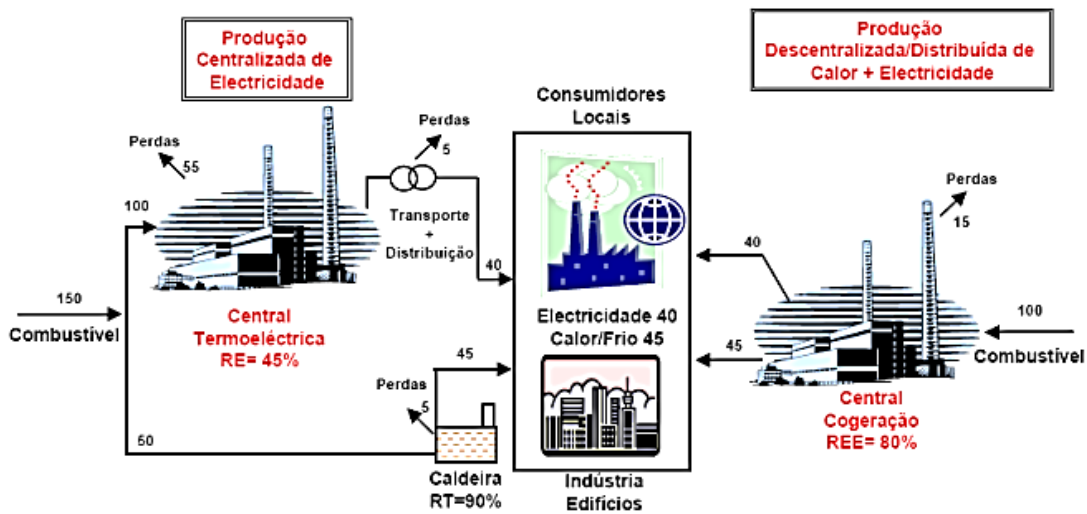 Produção
Centralizada de
Electricidade
Produção
Descentralizada/Distribuída de
Calor + Electricidade
Consumidores
Locais
Perdas
55
Perdas
5
100
Transporte
+
Distribuição
40
150
Combustível
Central
Termoeléctrica
RE= 45%
45
Perdas
5
50
Caldeira
RT=90%
Electricidade 40
Calor/Frio 45
Indústria
Edifícios
Perdas
15
40
45
100
Combustível
Central
Cogeração
REE= 80%